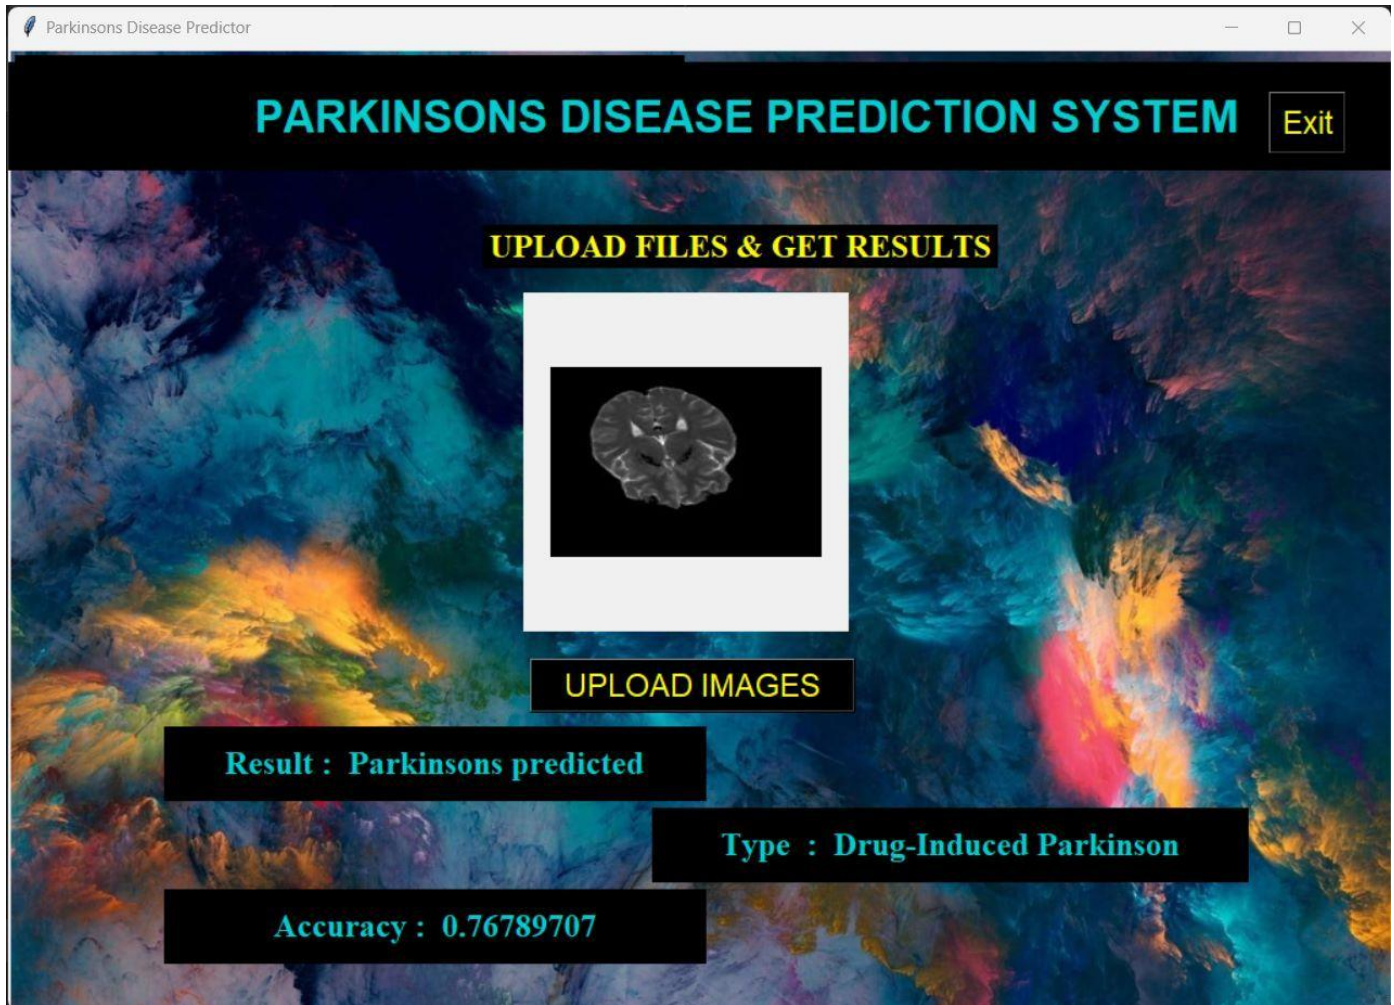 Parkinsons Disease Predictor
PARKINSONS DISEASE PREDICTION SYSTEM
Exit
UPLOAD FILES & GET RESULTS
UPLOAD IMAGES
Result : Parkinsons predicted
Type : Drug-Induced Parkinson
Accuracy : 0.76789707